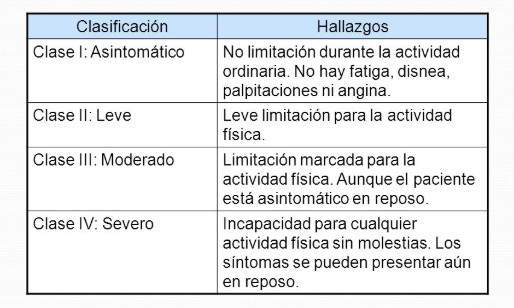 Clasificación
Hallazgos
Clase I: Asintomático
No limitación durante la actividad
ordinaria. No hay fatiga, disnea,
palpitaciones ni angina.
Clase II: Leve
Leve limitación para la actividad
física.
Clase III: Moderado
Limitación marcada para la
actividad física. Aunque el paciente
está asintomático en reposo.
Clase IV: Severo
Incapacidad para cualquier
actividad física sin molestias. Los
síntomas se pueden presentar aún
en reposo.